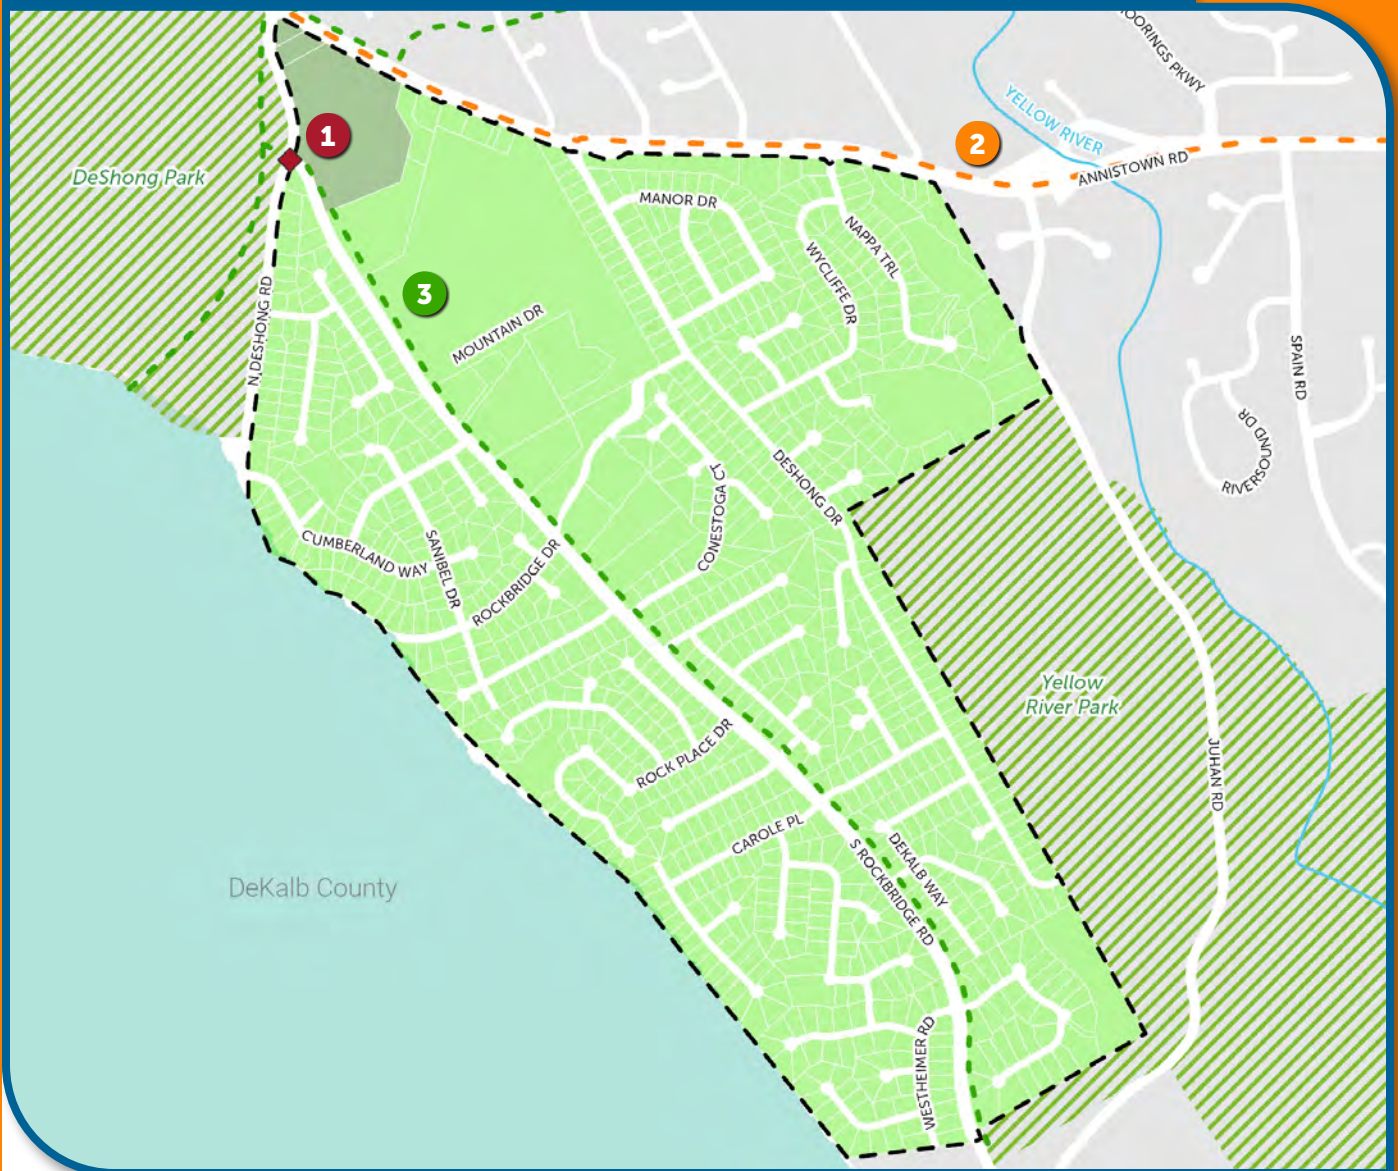 OORINGS PKWY
YELLOW RIVER
1
2
ANNISTOWN RD
DeShong Park
MANOR DR
NAPPA TRL
WYCLIFFE DR
3
N DESHONG RD
MOUNTAIN DR
SPAIN RD
RIVERSOUND DR
DESHONG DR
CONESTOGA CT
CUMBERLAND WAY
SANIBEL DR
ROCKBRIDGE DR
Yellow
River Park
ROCK PLACE DR
JUHAN RD
CAROLE PL
S ROCKBRIDGE RD
DEKALB WAY
DeKalb County
WESTHEIMER RD